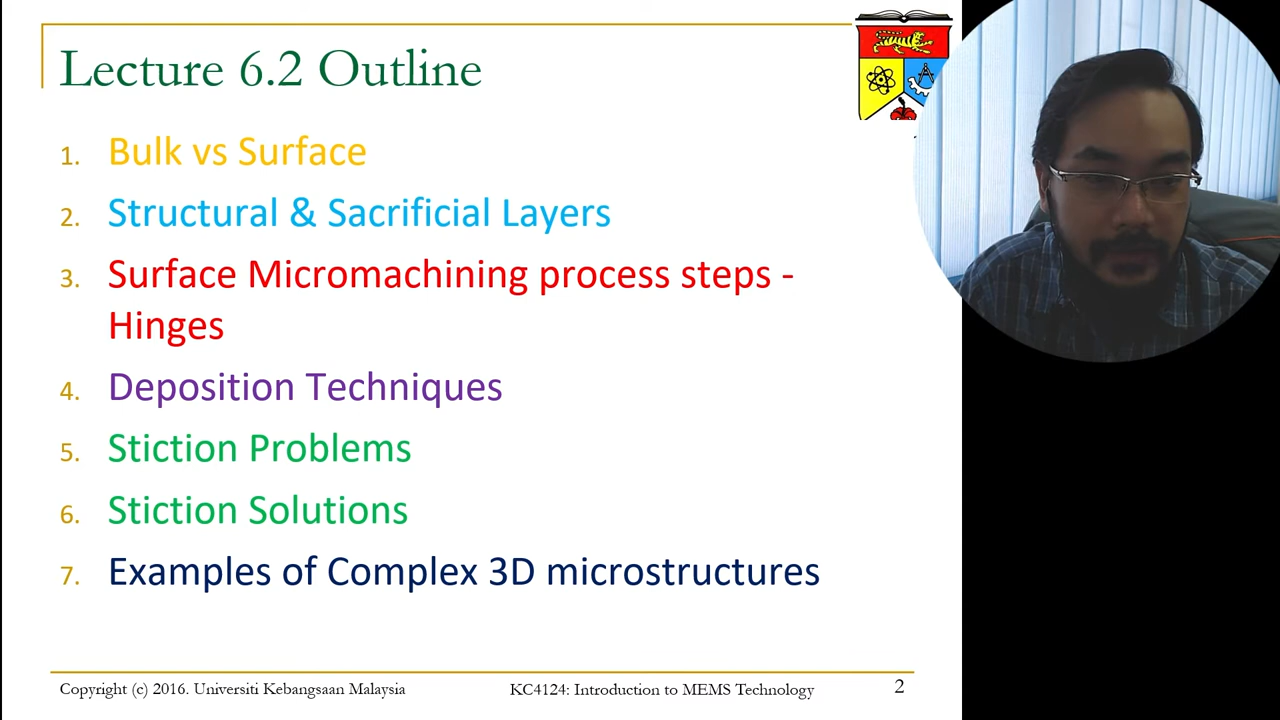 Lecture 6.2 Outline
1. Bulk vs Surface
2. Structural & Sacrificial Layers
3. Surface Micromachining process steps -
Hinges
4. Deposition Techniques
5. Stiction Problems
6. Stiction Solutions
7. Examples of Complex 3D microstructures
Copyright (c) 2016. Universiti Kebangsaan Malaysia
KC4124: Introduction to MEMS Technology
2